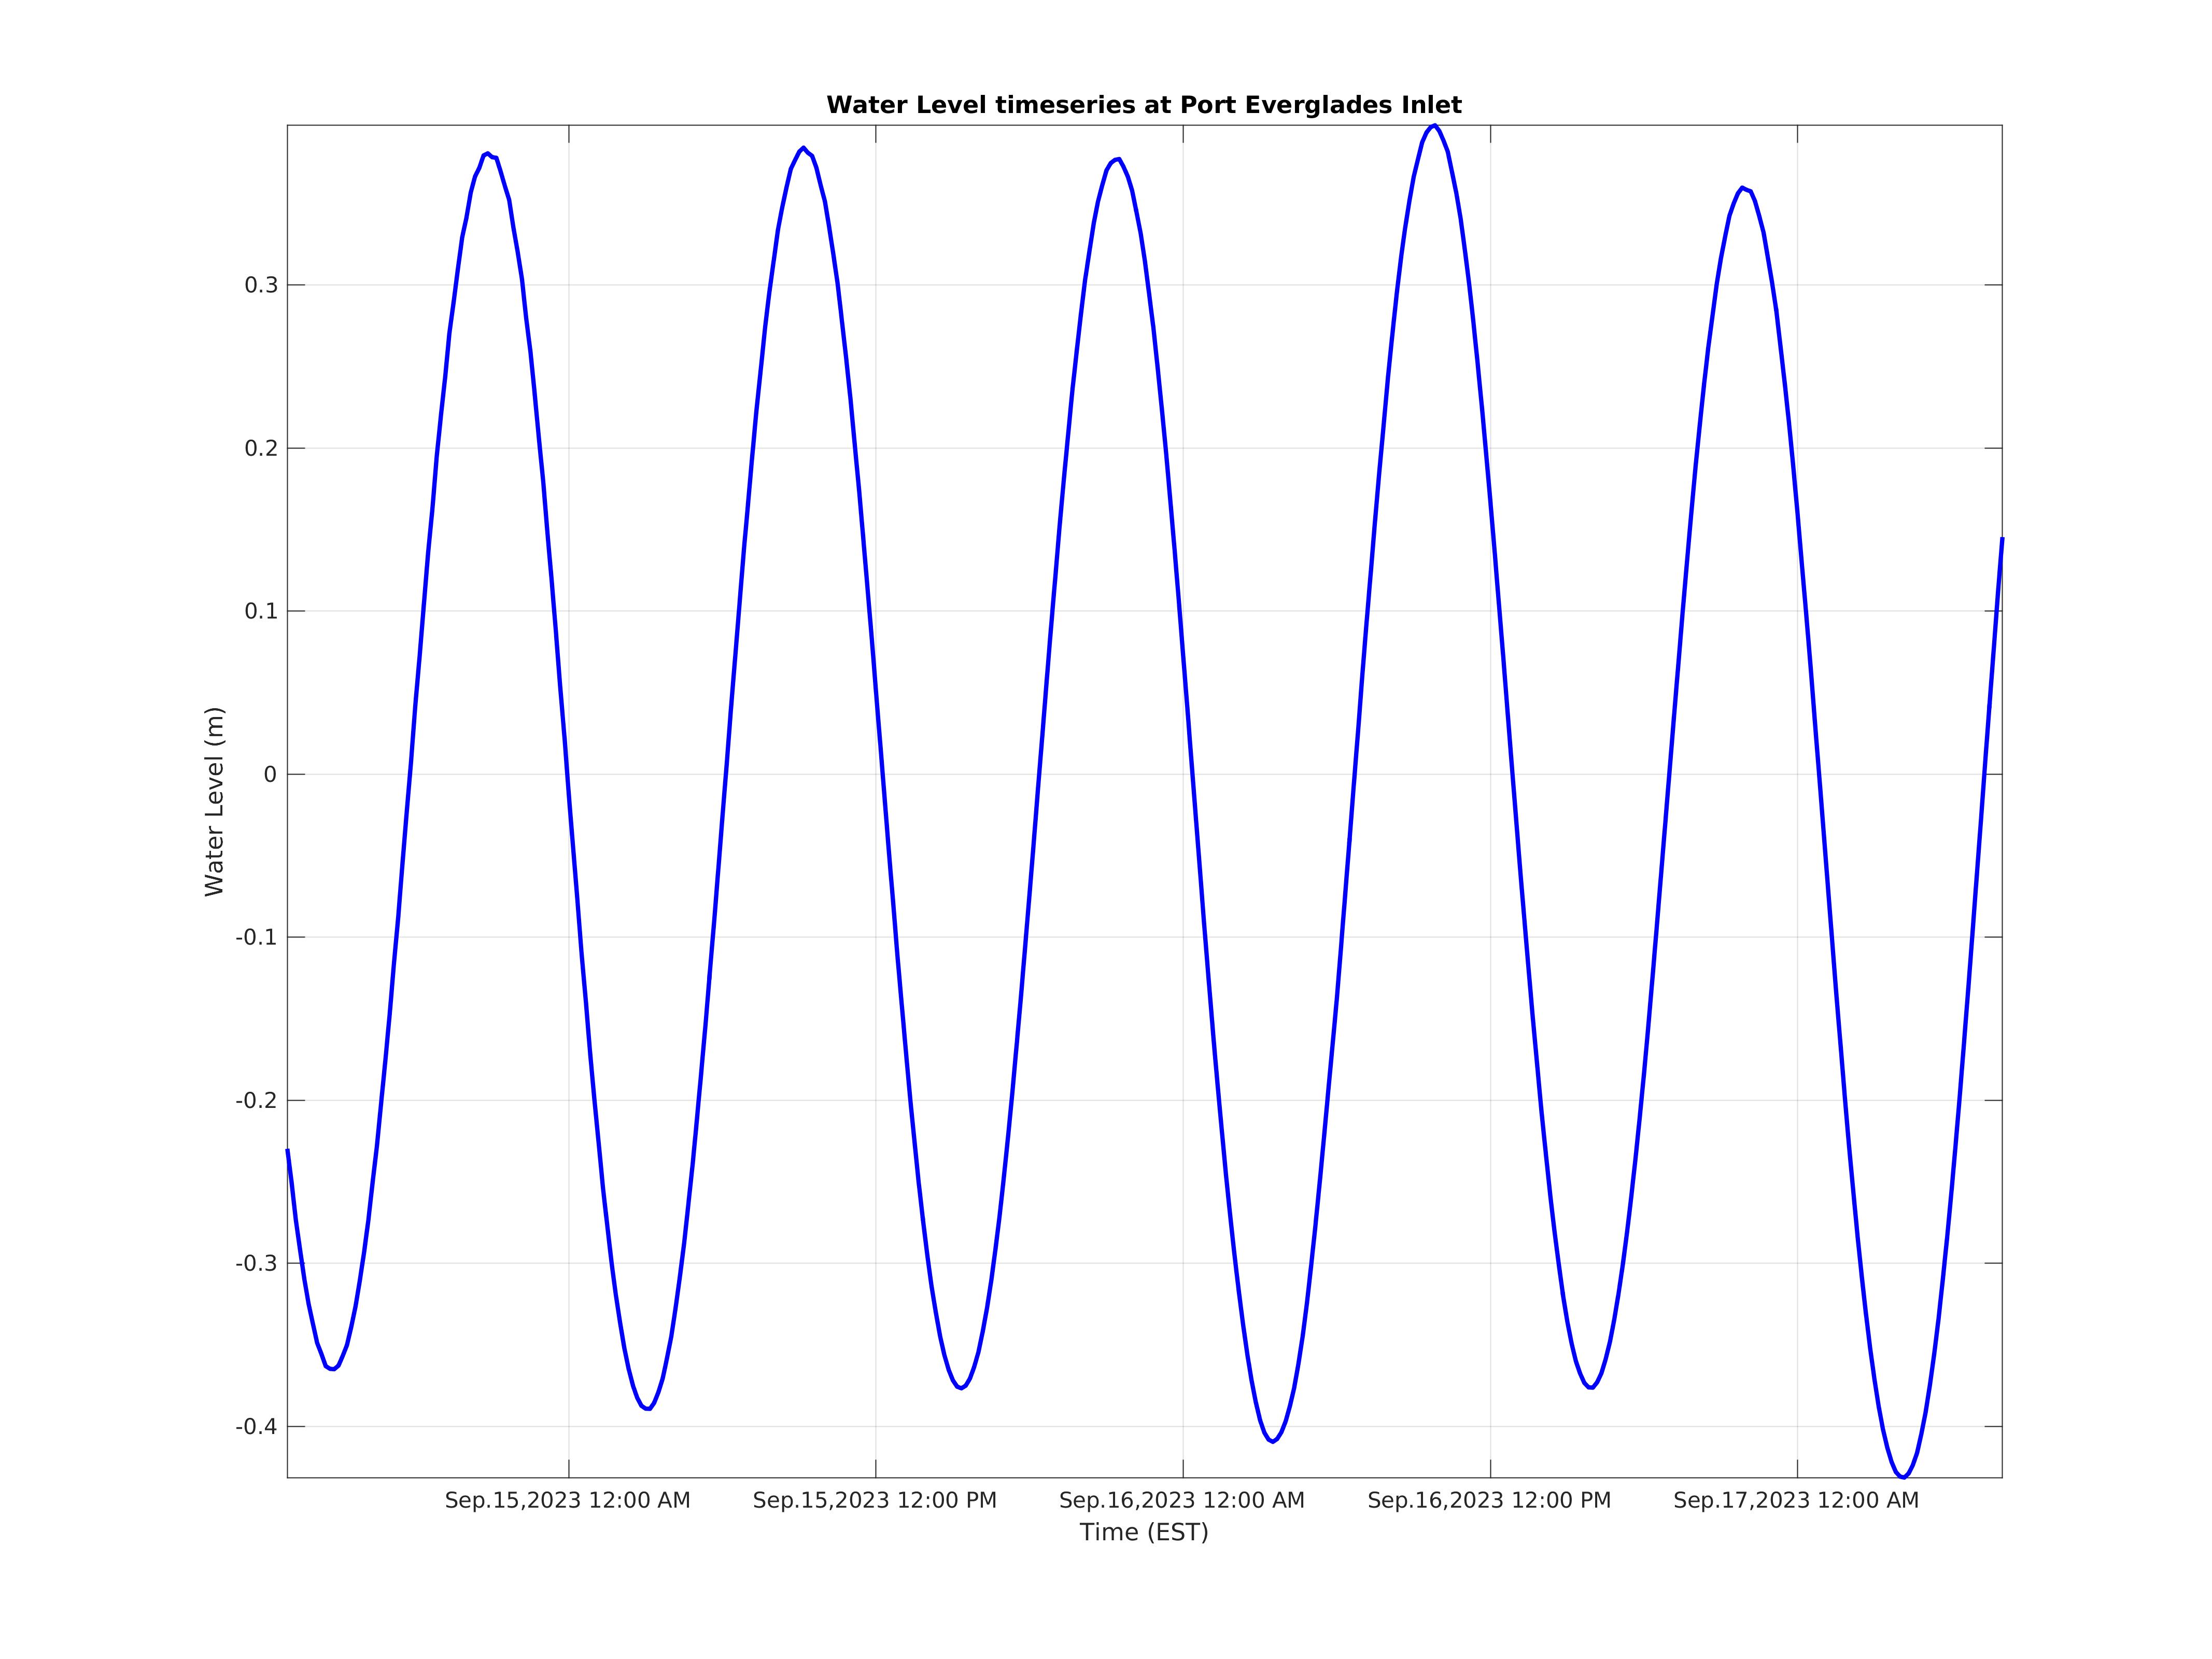 Water Level timeseries at Port Everglades Inlet
0.3
0.2
0.1
0
-0.1
-0.2
-0.3
-0.4
Water Level (m)
Sep.15,2023 12:00 AM
Sep.15,2023 12:00 PM
Sep.16,2023 12:00 AM
Sep.16,2023 12:00 PM
Sep.17,2023 12:00 AM
Time (EST)